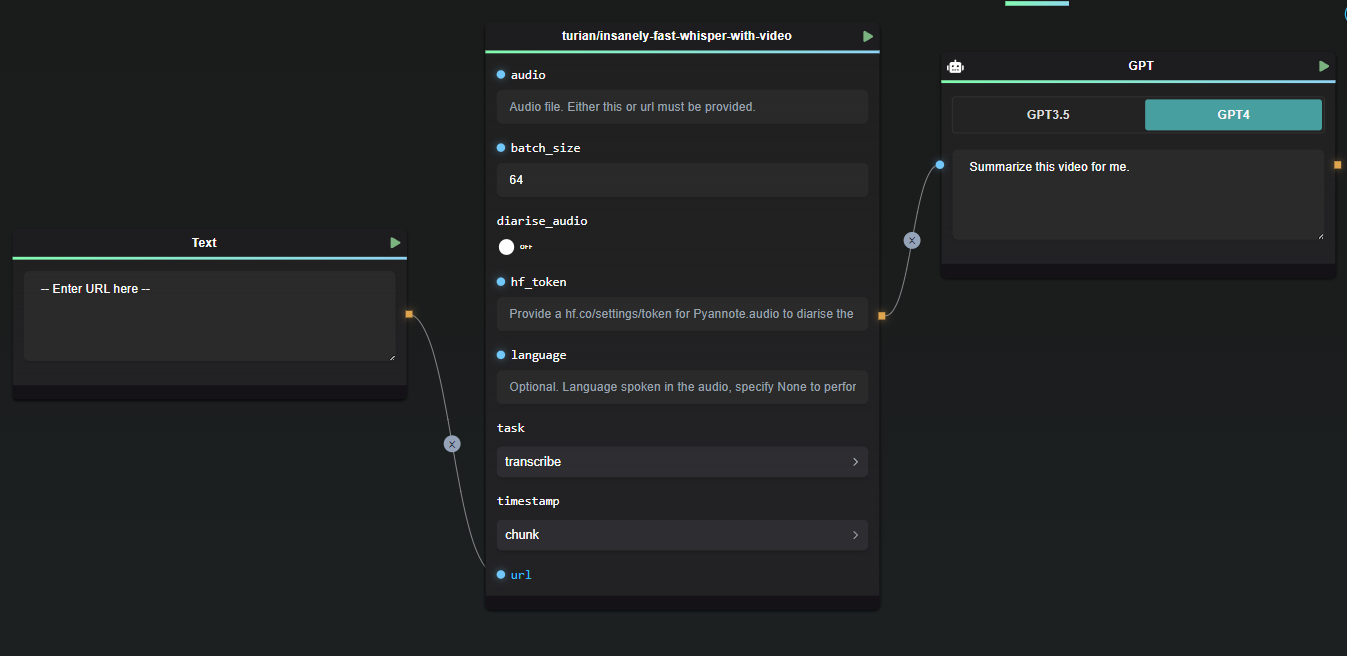 Text
-- Enter URL here --
turian/insanely-fast-whisper-with-video
audio
Audio file. Either this or url must be provided.
batch_size
64
diarise_audio
OFF
hf_token
Provide a hf.co/settings/token for Pyannote.audio to diarise the
language
Optional. Language spoken in the audio, specify None to perfor
task
transcribe
timestamp
chunk
url
GPT
GPT3.5
GPT4
Summarize this video for me.
x
x